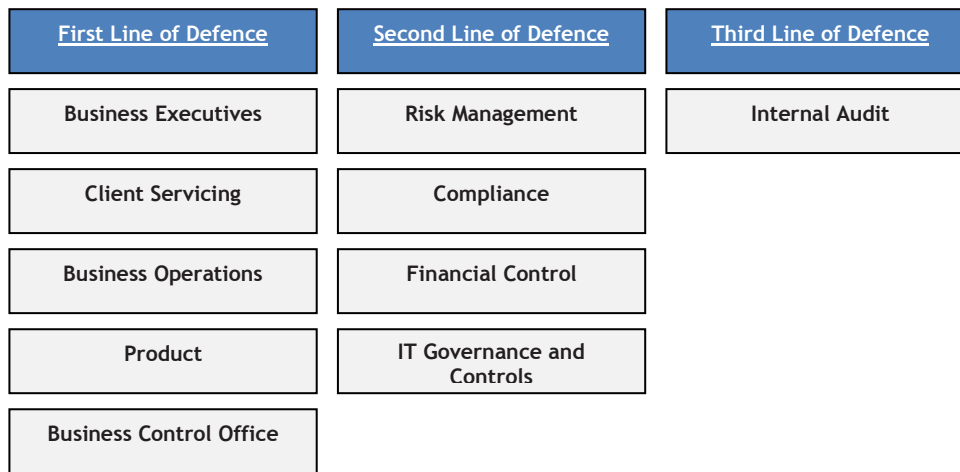 First Line of Defence
Second Line of Defence
Third Line of Defence
Business Executives
Risk Management
Internal Audit
Client Servicing
Compliance
Business Operations
Financial Control
Product
IT Governance and
Controls
Business Control Office